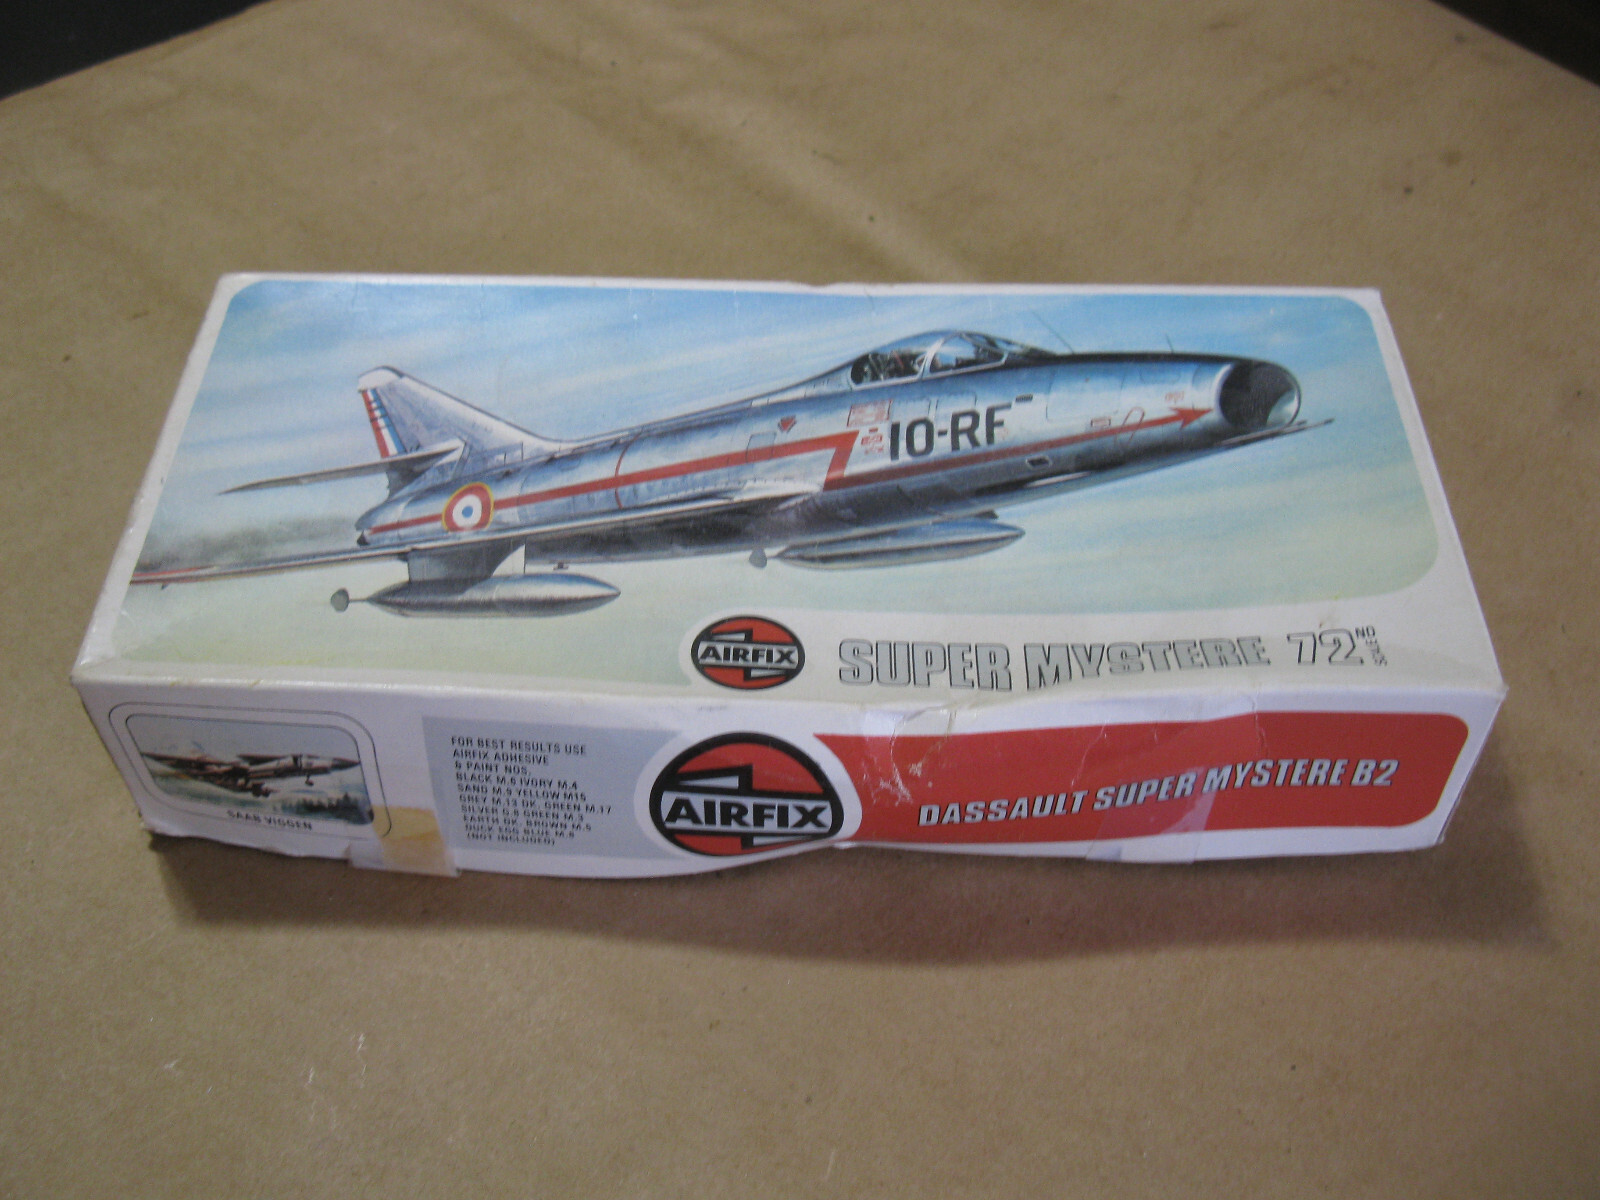 10-RF
AIRFIX
SUPER MYSTERE 72ND SCALE
SAAB VIGGEN
FOR BEST RESULTS USE
AIRFIX ADHESIVE
& PAINT NOS,
BLACK M.6 IVORY M.4
SAND M.9 YELLOW M15
GREY M.13 DK. GREEN M.17
SILVER G.8 GREEN M.3
EARTH DK. BROWN M.5
DUCK EGG BLUE M.8
(NOT INCLUDED)
AIRFIX
DASSAULT SUPER MYSTERE B2